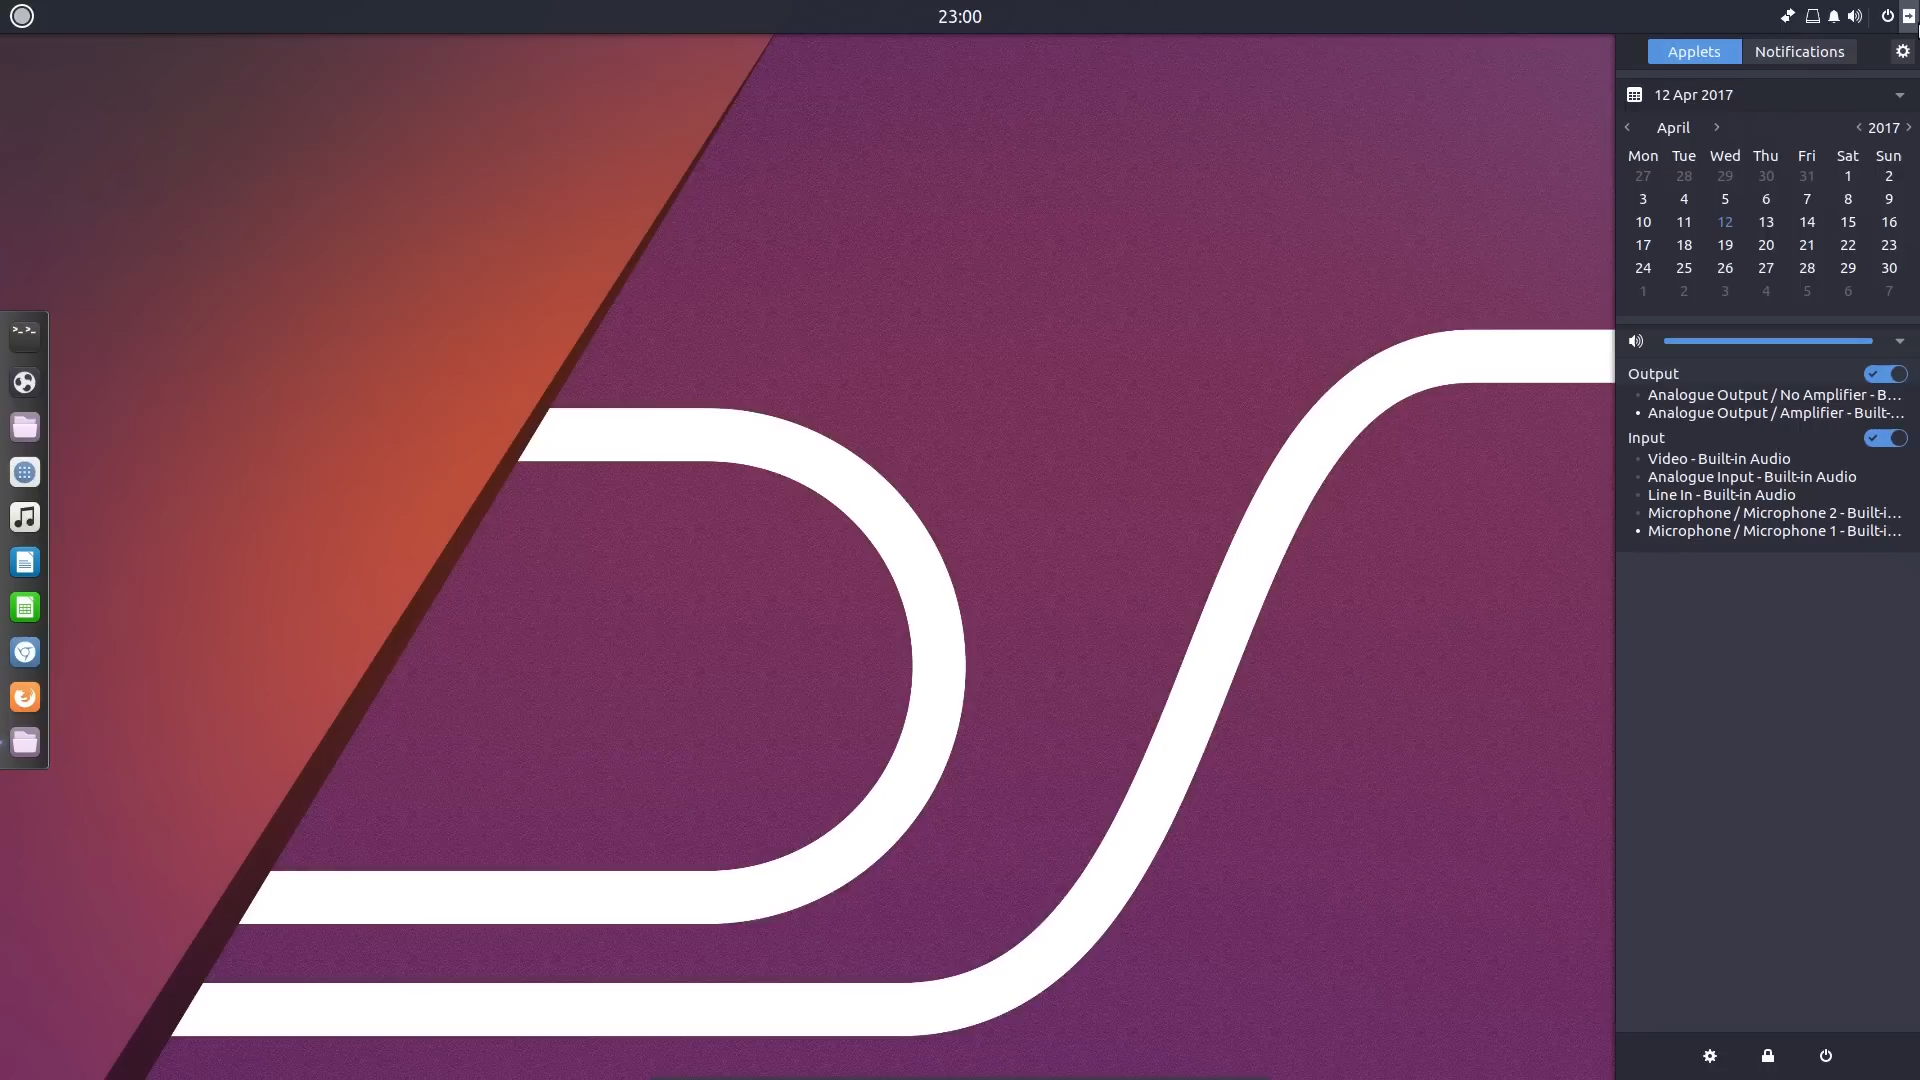 23:00
Applets Notifications
12 Apr 2017
April 2017
Mon Tue Wed Thu Fri Sat Sun
27 28 29 30 31 1 2
3 4 5 6 7 8 9
10 11 12 13 14 15 16
17 18 19 20 21 22 23
24 25 26 27 28 29 30
1 2 3 4 5 6 7
Output
Analogue Output / No Amplifier - B...
Analogue Output / Amplifier - Built-...
Input
Video - Built-in Audio
Analogue Input - Built-in Audio
Line In - Built-in Audio
Microphone / Microphone 2 - Built-i...
Microphone / Microphone 1 - Built-i...
>_ >_